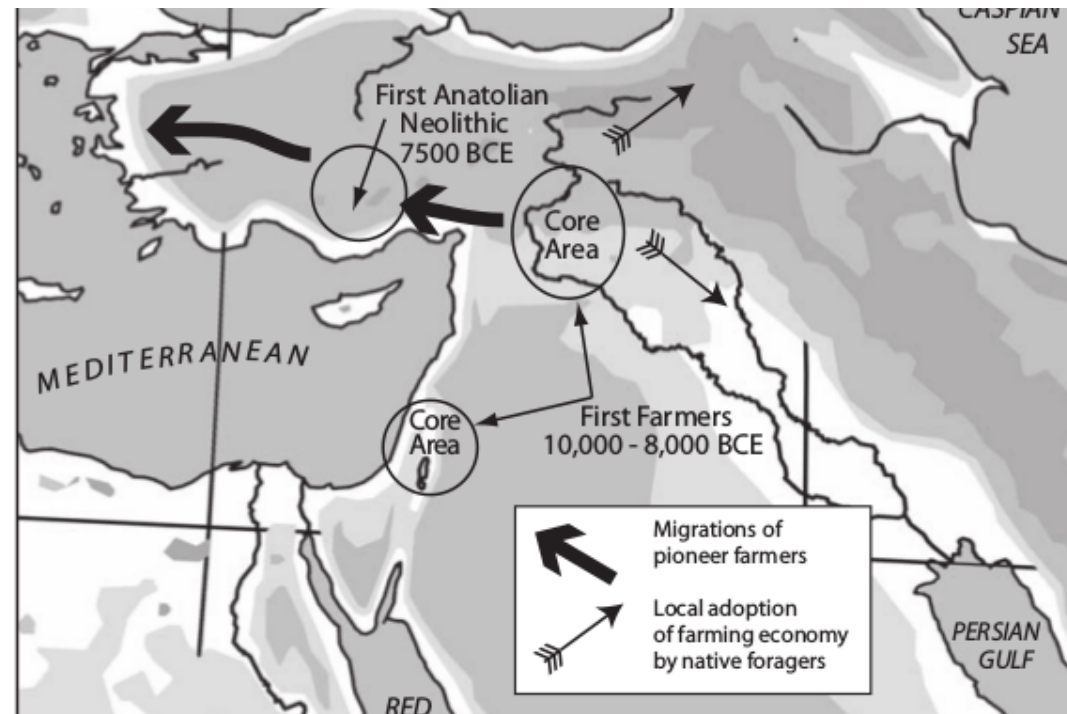 CASPIAN
SEA
First Anatolian
Neolithic
7500 BCE
Core
Area
MEDITERRANEAN
Core
Area
First Farmers
10,000 - 8,000 BCE
Migrations of
pioneer farmers
Local adoption
of farming economy
by native foragers
PERSIAN
GULF
RED